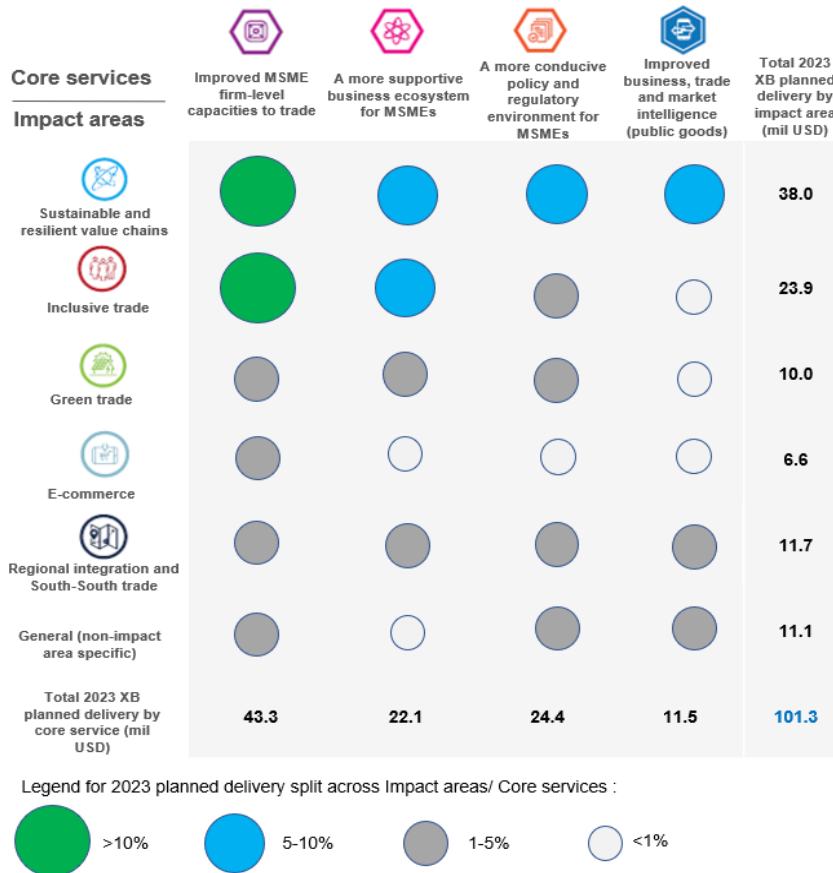 Core services
Impact areas
Improved MSME
firm-level
capacities to trade
A more supportive
business ecosystem
for MSMEs
A more conducive
policy and
regulatory
environment for
MSMEs
Improved
business, trade
and market
intelligence
(public goods)
Total 2023
XB planned
delivery by
impact area
(mil USD)
Sustainable and
resilient value chains
38.0
Inclusive trade
23.9
Green trade
10.0
E-commerce
6.6
Regional integration and
South-South trade
11.7
General (non-impact
area specific)
11.1
Total 2023 XB
planned delivery by
core service (mil
USD)
43.3
22.1
24.4
11.5
101.3
Legend for 2023 planned delivery split across Impact areas/ Core services :
>10%
5-10%
1-5%
<1%